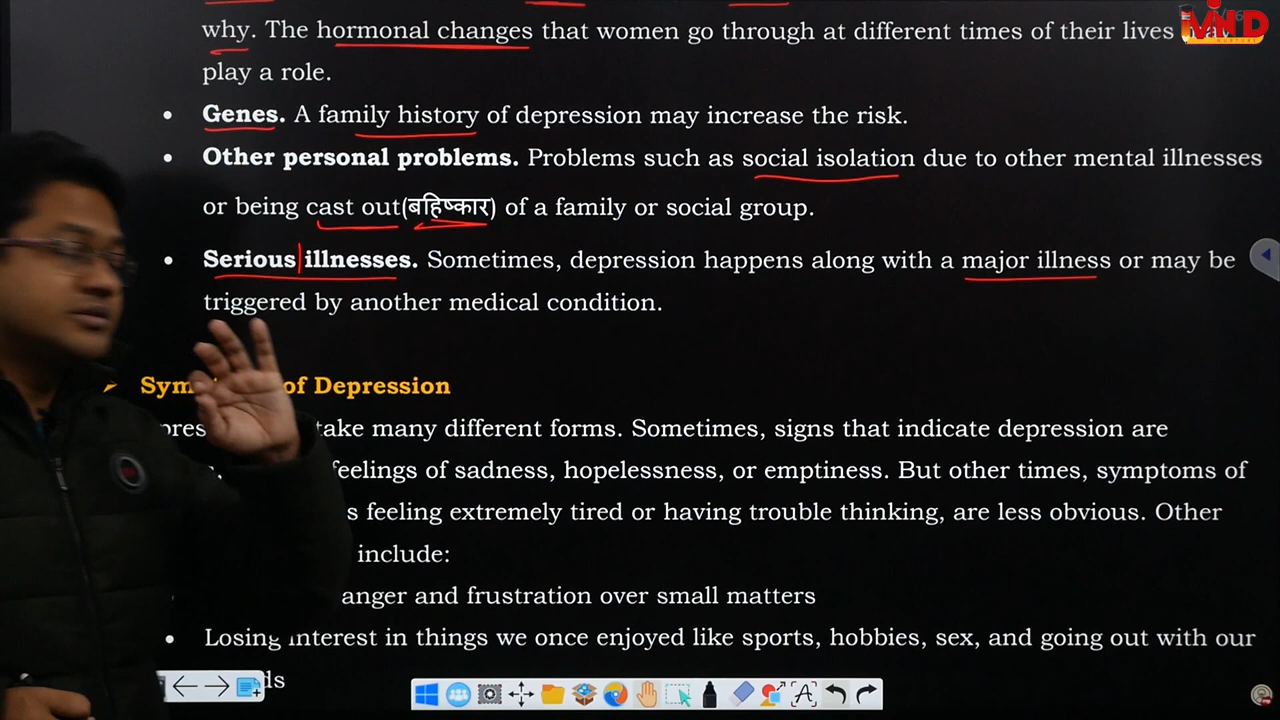 why. The hormonal changes that women go through at different times of their lives may
play a role.
• Genes. A family history of depression may increase the risk.
• Other personal problems. Problems such as social isolation due to other mental illnesses
or being cast out(बहिष्कार) of a family or social group.
• Serious illnesses. Sometimes, depression happens along with a major illness or may be
triggered by another medical condition.
➤ Sym of Depression
pres take many different forms. Sometimes, signs that indicate depression are
, feelings of sadness, hopelessness, or emptiness. But other times, symptoms of
s feeling extremely tired or having trouble thinking, are less obvious. Other
include:
anger and frustration over small matters
• Losing interest in things we once enjoyed like sports, hobbies, sex, and going out with our
ds